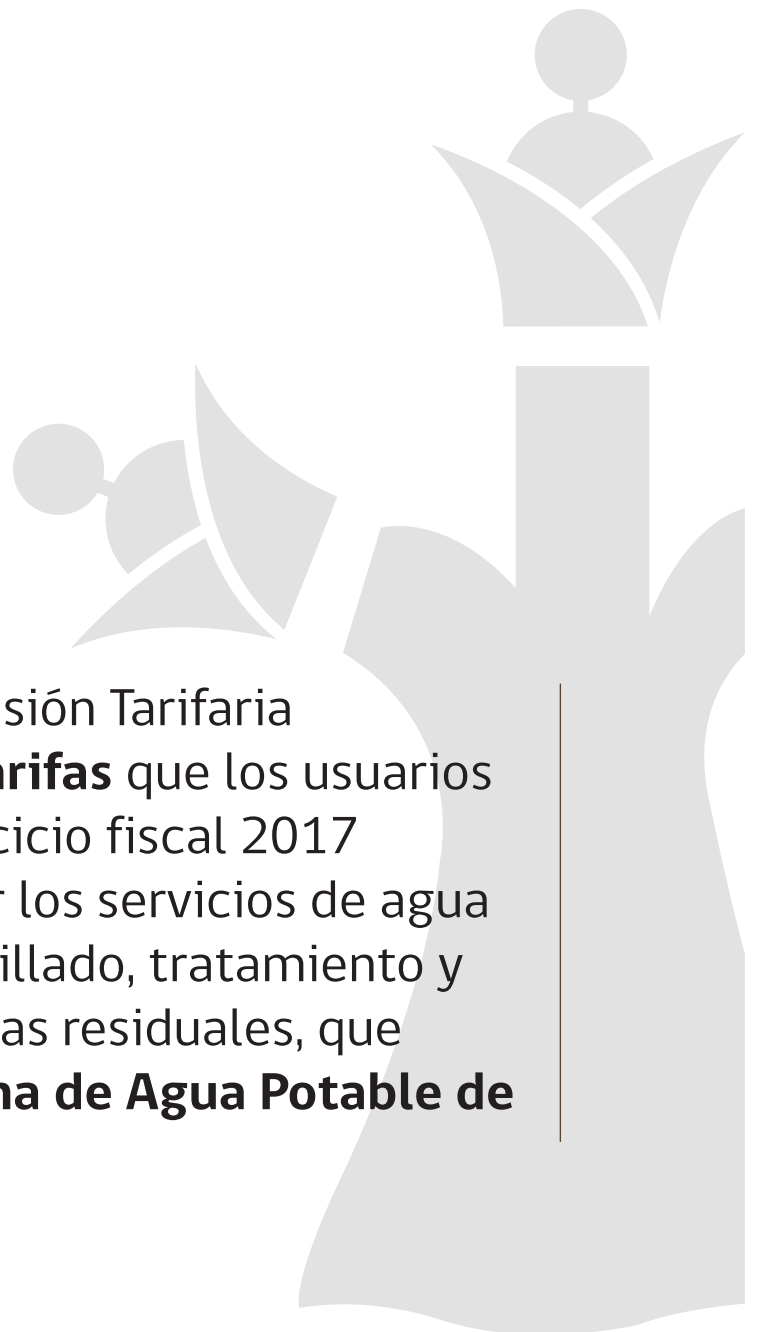 sión Tarifaria
arifas que los usuarios
cicio fiscal 2017
r los servicios de agua
illado, tratamiento y
as residuales, que
na de Agua Potable de